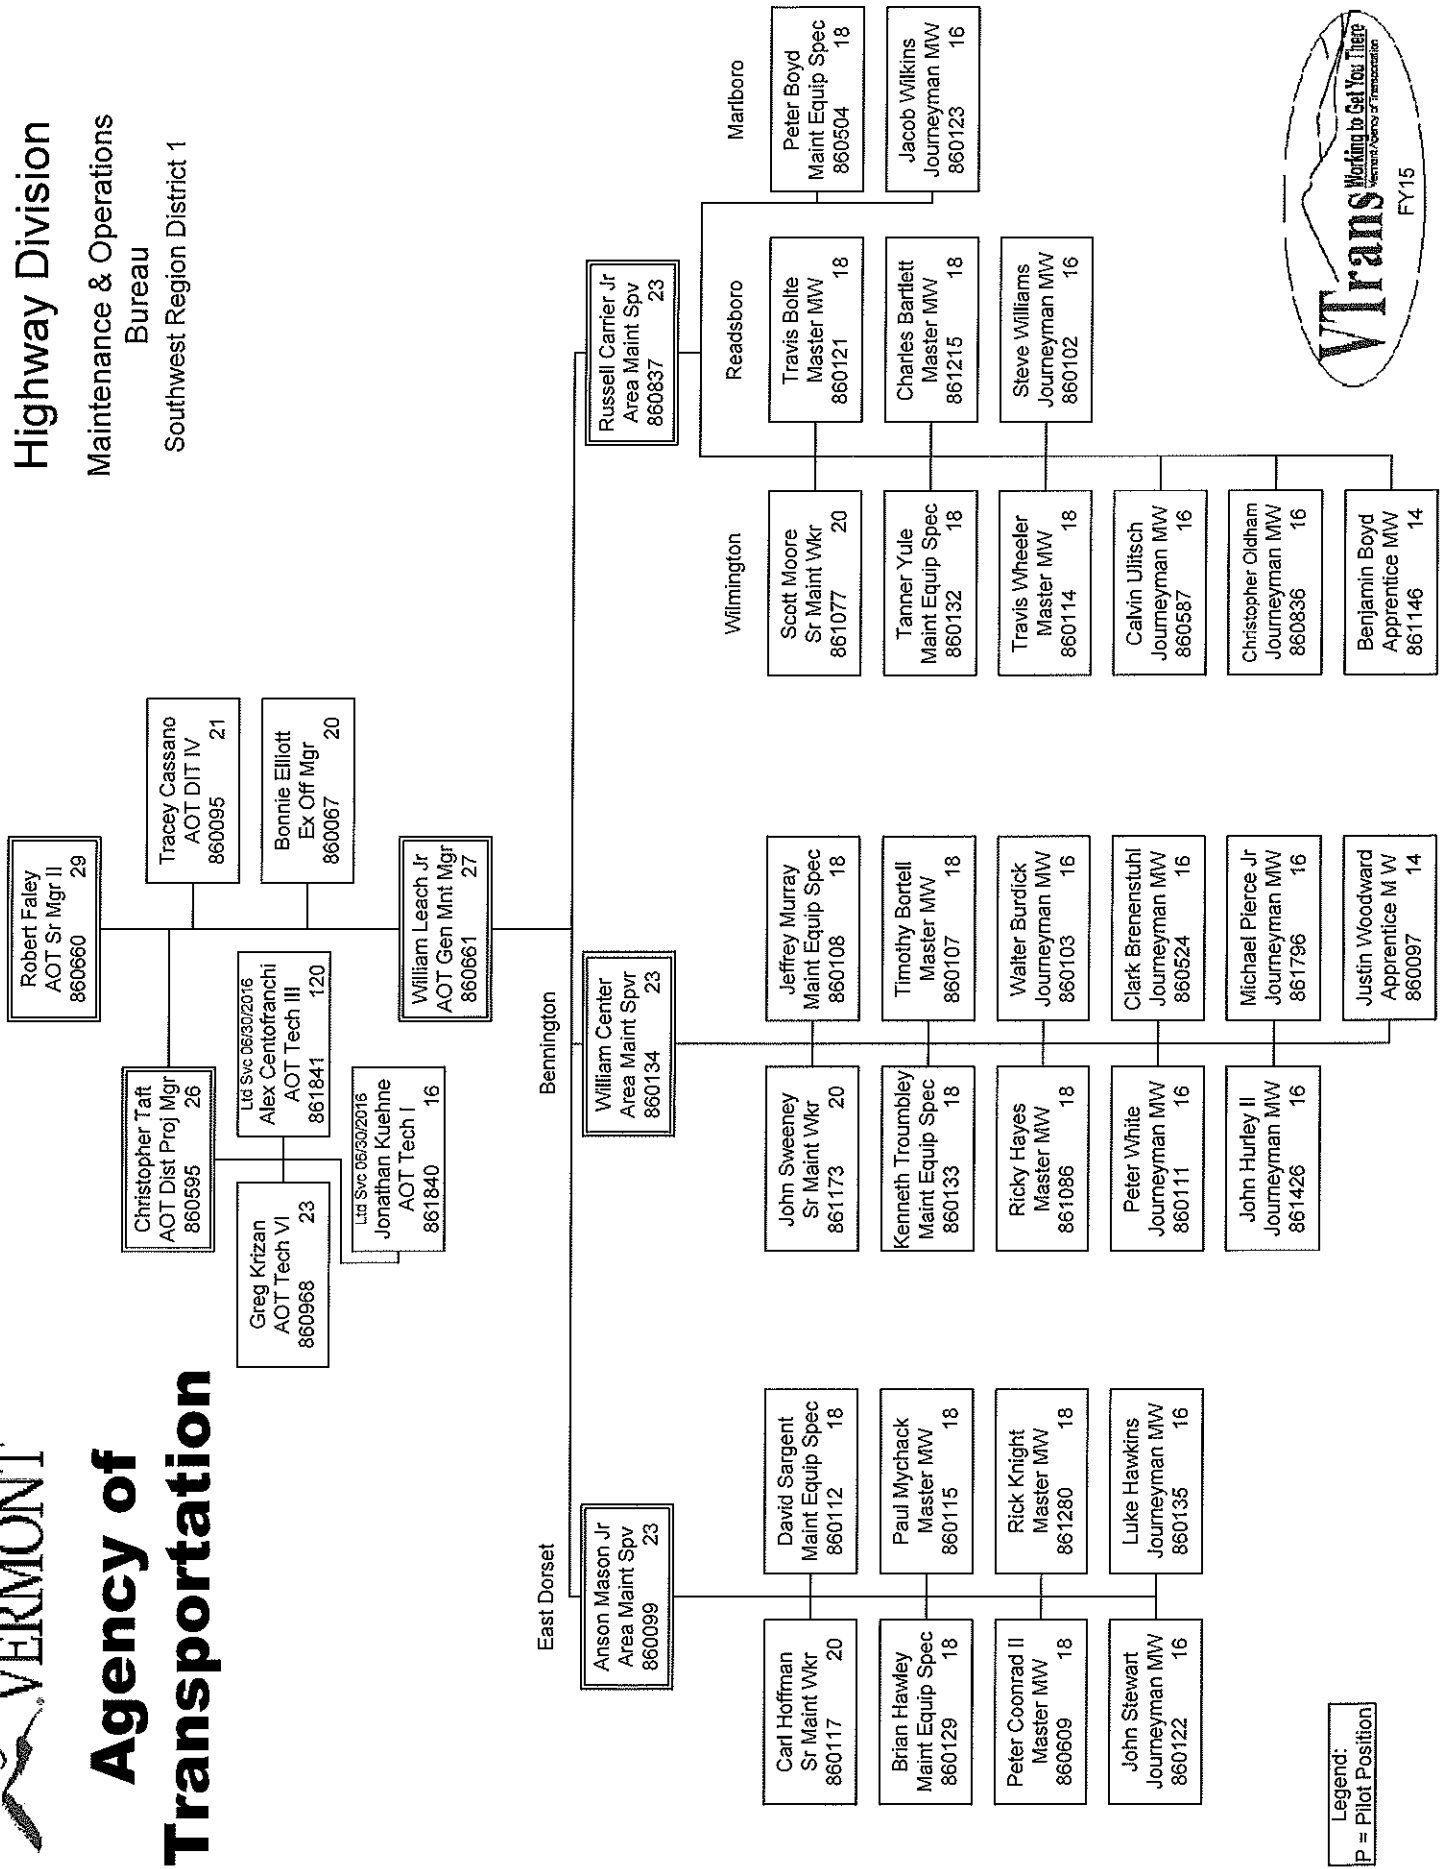 VERMONT
Agency of
Transportation
Highway Division
Maintenance & Operations
Bureau
Southwest Region District 1
Robert Faley
AOT Sr Mgr II
860660 29
Christopher Taft
AOT Dist Proj Mgr
860595 26
Tracey Cassano
AOT DIT IV
860095 21
Greg Krizan
AOT Tech VI
860968 23
Ltd Svc 06/30/2016
Alex Centofranchi
AOT Tech III
861841 120
Bonnie Elliott
Ex Off Mgr
860067 20
Ltd Svc 06/30/2016
Jonathan Kuehne
AOT Tech I
861840 16
William Leach Jr
AOT Gen Mnt Mgr
860661 27
East Dorset
Anson Mason Jr
Area Maint Spv
860099 23
Carl Hoffman
Sr Maint Wkr
860117 20
David Sargent
Maint Equip Spec
860112 18
Brian Hawley
Maint Equip Spec
860129 18
Paul Mychack
Master MW
860115 18
Peter Coonrad II
Master MW
860609 18
Rick Knight
Master MW
861280 18
John Stewart
Journeyman MW
860122 16
Luke Hawkins
Journeyman MW
860135 16
Bennington
William Center
Area Maint Spvr
860134 23
John Sweeney
Sr Maint Wkr
861173 20
Jeffrey Murray
Maint Equip Spec
860108 18
Kenneth Troumbley
Maint Equip Spec
860133 18
Timothy Bortell
Master MW
860107 18
Ricky Hayes
Master MW
861086 18
Walter Burdick
Journeyman MW
860103 16
Peter White
Journeyman MW
860111 16
Clark Brenenstuhl
Journeyman MW
860524 16
John Hurley II
Journeyman MW
861426 16
Michael Pierce Jr
Journeyman MW
861796 16
Justin Woodward
Apprentice M W
860097 14
Russell Carrier Jr
Area Maint Spv
860837 23
Wilmington
Scott Moore
Sr Maint Wkr
861077 20
Tanner Yule
Maint Equip Spec
860132 18
Travis Wheeler
Master MW
860114 18
Calvin Ulitsch
Journeyman MW
860587 16
Christopher Oldham
Journeyman MW
860836 16
Benjamin Boyd
Apprentice MW
861146 14
Readsboro
Travis Bolte
Master MW
860121 18
Charles Bartlett
Master MW
861215 18
Steve Williams
Journeyman MW
860102 16
Marlboro
Peter Boyd
Maint Equip Spec
860504 18
Jacob Wilkins
Journeyman MW
860123 16
Legend:
P = Pilot Position
VTrans Working to Get You There
Vermont Agency of Transportation
FY15